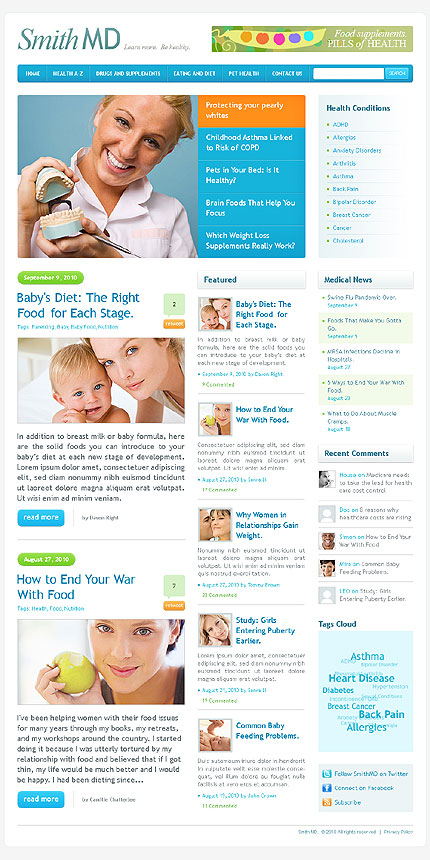 Smith MD Learn more. Be healthy.
Food supplements
PILLS of HEALTH
HOME HEALTH A-Z DRUGS AND SUPPLEMENTS EATING AND DIET PET HEALTH CONTACT US SEARCH
Protecting your pearly
whites
Childhood Asthma Linked
to Risk of COPD
Pets in Your Bed: Is It
Healthy?
Brain Foods That Help You
Focus
Which Weight Loss
Supplements Really Work?
Health Conditions
ADHD
Allergies
Anxiety Disorders
Arthritis
Asthma
Back Pain
Bipolar Disorder
Breast Cancer
Cancer
Cholesterol
September 9, 2010
Baby's Diet: The Right
Food for Each Stage.
Tags: Parenting, Baby, Baby Food, Nutrition
2
retweet
In addition to breast milk or baby formula, here
are the solid foods you can introduce to your
baby's diet at each new stage of development.
Lorem ipsum dolor amet, consectetuer adipiscing
elit, sed diam nonummy nibh euismod tincidunt
ut laoreet dolore magna aliquam erat volutpat.
Ut wisi enim ad minim veniam.
read more by Davon Right
August 27, 2010
How to End Your War
With Food
Tags: Health, Food, Nutrition
7
retweet
I've been helping women with their food issues
for many years through my books, my retreats,
and my workshops around the country. I started
doing it because I was utterly tortured by my
relationship with food and believed that if I got
thin, my life would be much better and I would
be happy. I had been dieting since...
read more by Camille Chatterjee
Featured
Baby's Diet: The
Right Food for
Each Stage.
In addition to breast milk or baby
formula, here are the solid foods you
can introduce to your baby's diet at
each new stage of development.
September 9, 2010 by Davon Right
9 Commented
How to End Your
War With Food.
Consectetuer adipiscing elit, sed diam
nonummy nibh euismod tincidunt ut
laoreet dolore magna aliquam erat
volutpat. Ut wisi enim ad minim
August 27, 2010 by
17 Commented
Why Women in
Relationships Gain
Weight.
Nonummy nibh euismod tincidunt ut
laoreet dolore magna aliquam erat
volutpat. Ut wisi enim ad minim veniam
quis nostrud exerci tation.
August 27, 2010 by Tommy Brown
23 Commented
Study: Girls
Entering Puberty
Earlier.
Lorem ipsum dolor amet, consectetuer
adipiscing elit, sed diam nonummy nibh
euismod tincidunt ut laoreet dolore
magna aliquam erat volutpat.
August 21, 2010 by
19 Commented
Common Baby
Feeding Problems.
Duis autem eum iriure dolor in hendrerit
in vulputate velit esse molestie conse-
quat, vel illum dolore eu feugiat nulla
facilisis at vero eros et accumsan.
August 19, 2010 by John Crown
11 Commented
Medical News
Swine Flu Pandemic Over.
September 9
Foods That Make You Gotta
Go.
September 9
MRSA Infections Decline in
Hospitals
August 27
5 Ways to End Your War With
Food.
August 27
What to Do About Muscle
Cramps.
August 18
Recent Comments
House on Medicare needs
to take the lead for health
care cost control
Doc on 8 reasons why
healthcare costs are rising
Simon on How to End Your
War With Food
Mira on Common Baby
Feeding Problems.
LEO on Study: Girls
Entering Puberty Earlier.
Tags Cloud
Asthma
ADHD Bipolar Disorder
Heart Disease
Diabetes Hypertension
Breast Cancer
Back Pain
Allergies
Follow SmithMD on Twitter
Connect on Facebook
Subscribe
Smith MD © 2010 All rights reserved | Privacy Policy